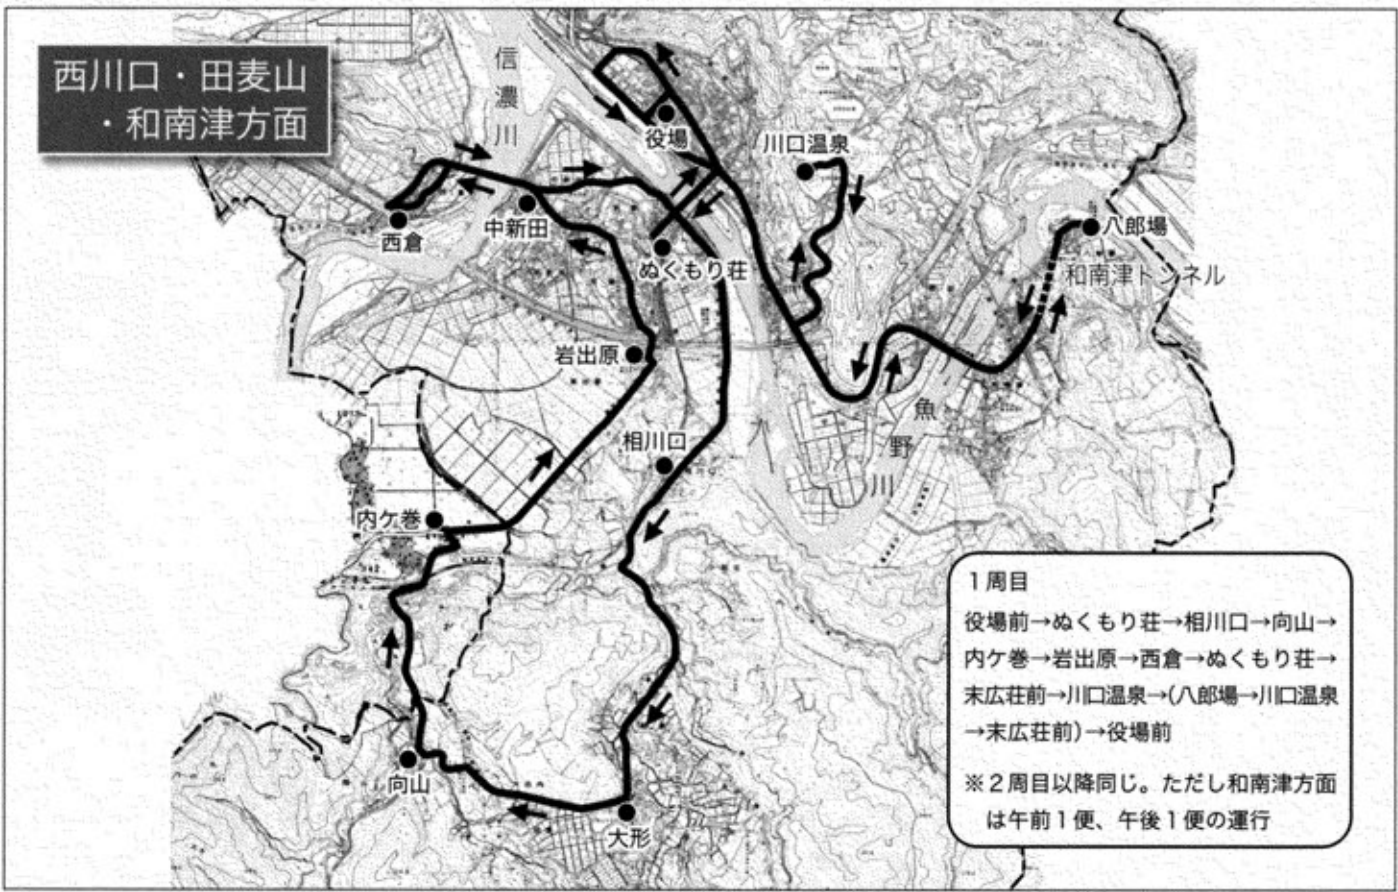 西川口・田麦山
・和南津方面
信濃川
役場
川口温泉
西倉
中新田
ぬくもり荘
八郎場
和南津トンネル
岩出原
相川口
魚野川
内ケ巻
向山
大形
1周目
役場前→ぬくもり荘→相川口→向山→
内ケ巻→岩出原→西倉→ぬくもり荘→
末広荘前→川口温泉→(八郎場→川口温泉
→末広荘前)→役場前
※2周目以降同じ。ただし和南津方面
は午前1便、午後1便の運行